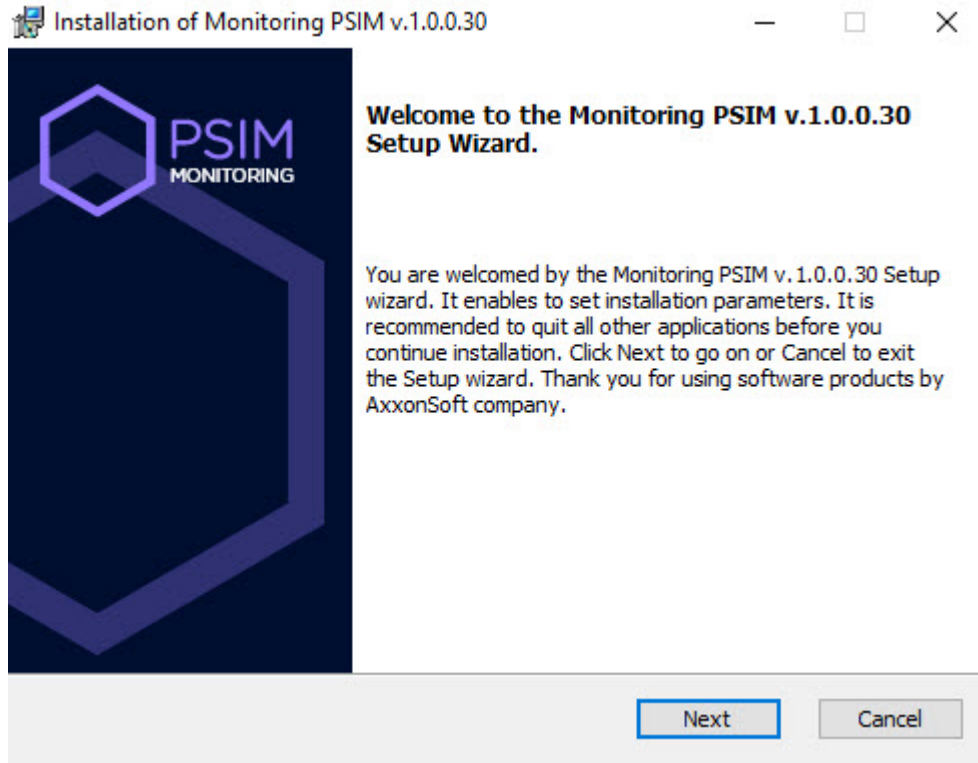 Installation of Monitoring PSIM v.1.0.0.30
PSIM
MONITORING
Welcome to the Monitoring PSIM v.1.0.0.30
Setup Wizard.
You are welcomed by the Monitoring PSIM v.1.0.0.30 Setup
wizard. It enables to set installation parameters. It is
recommended to quit all other applications before you
continue installation. Click Next to go on or Cancel to exit
the Setup wizard. Thank you for using software products by
AxxonSoft company.
Next
Cancel